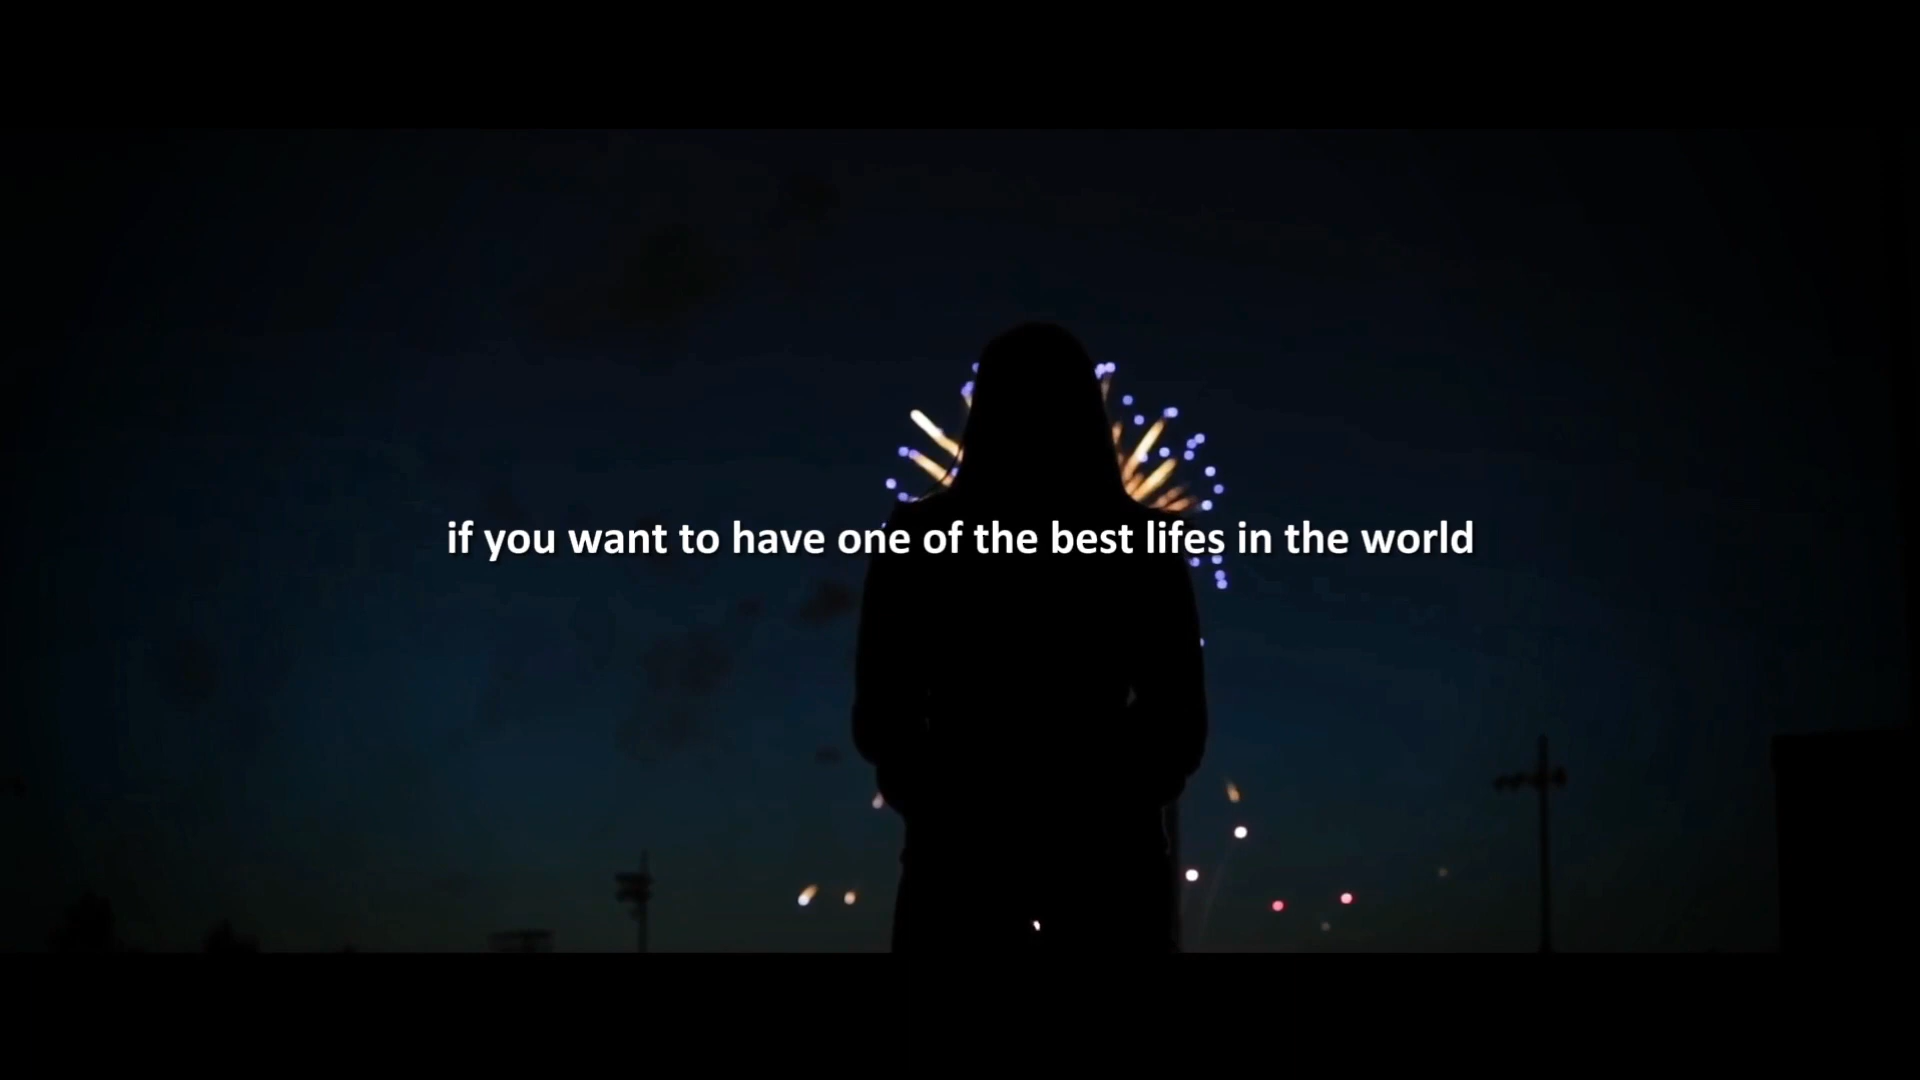 if you want to have one of the best lifes in the world